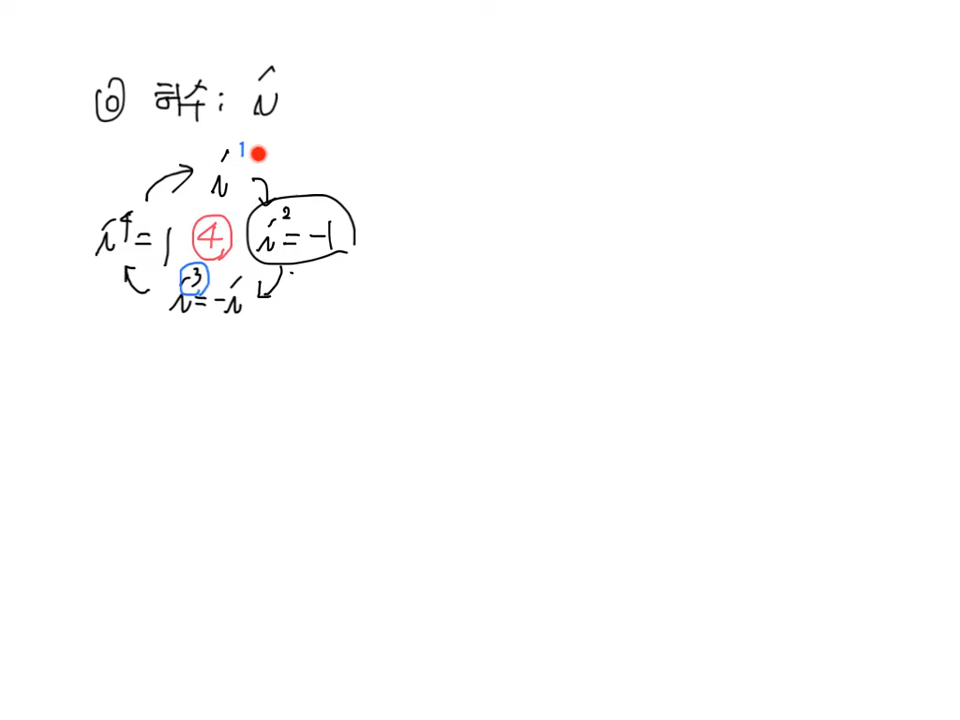 ⓪ 허수 : i
i¹
i⁴ = 1 ④ i² = -1
i³ = -i